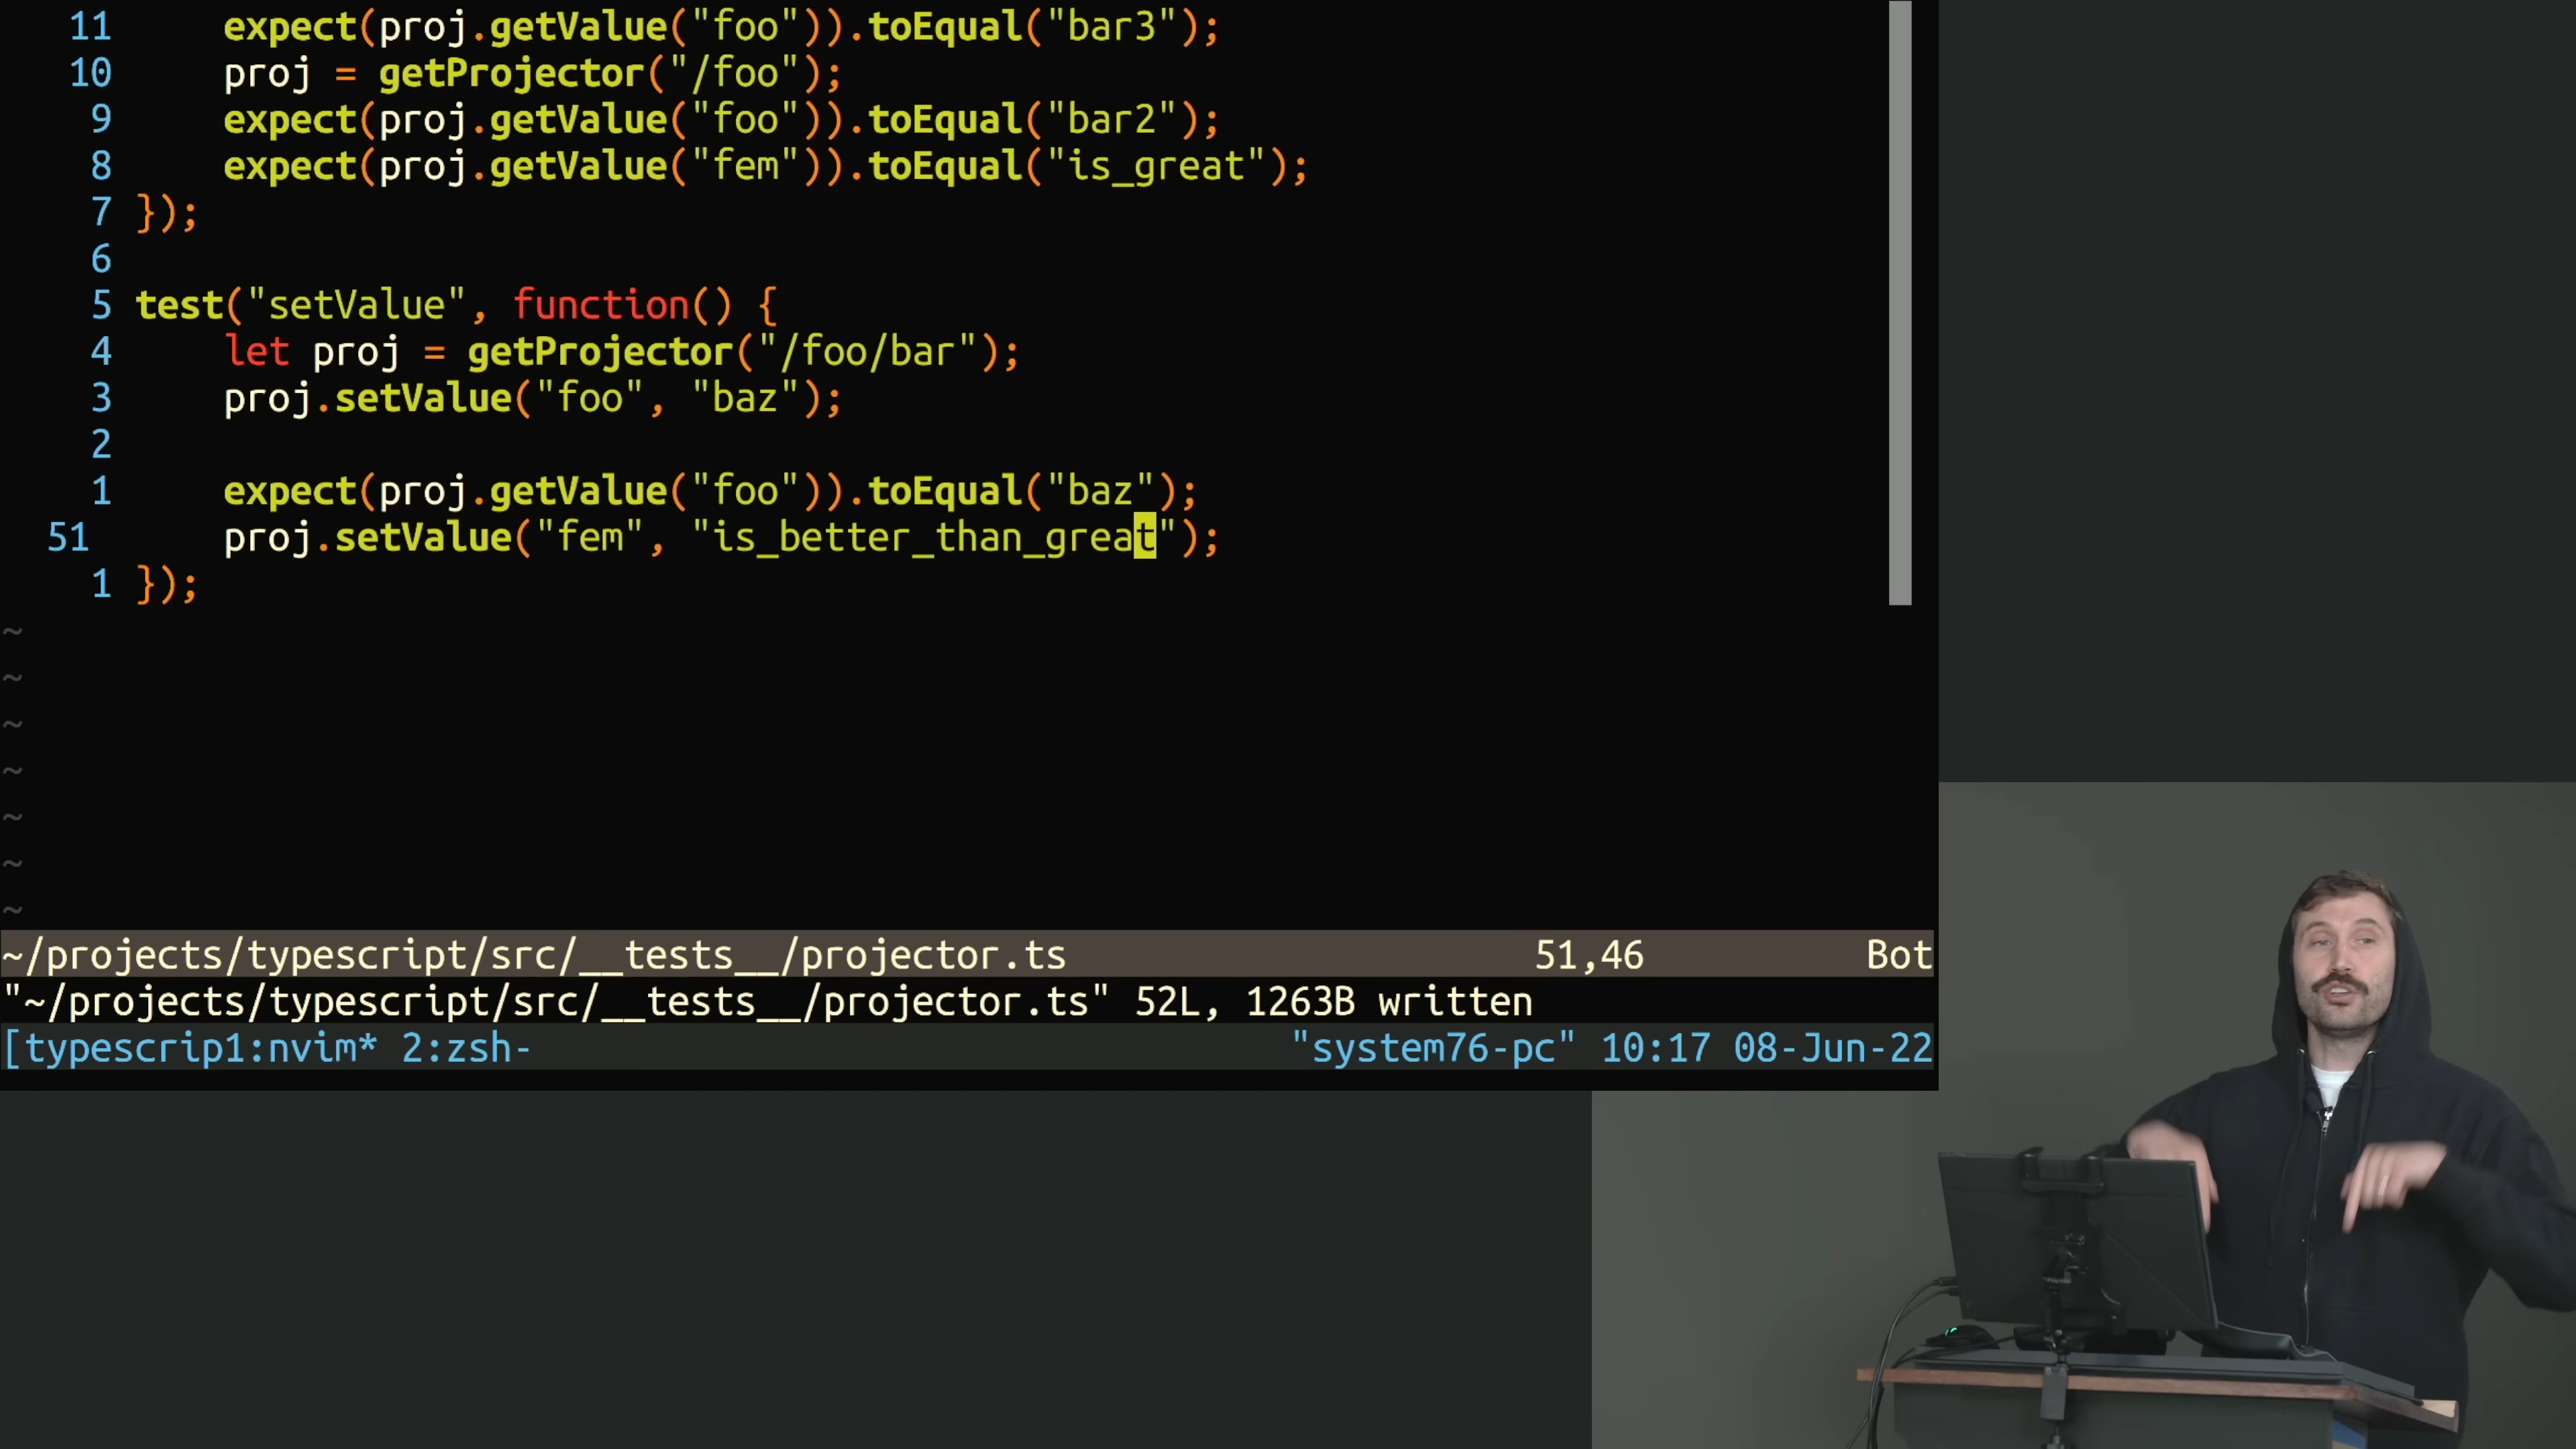 11 expect(proj.getValue("foo")).toEqual("bar3");
10 proj = getProjector("/foo");
9 expect(proj.getValue("foo")).toEqual("bar2");
8 expect(proj.getValue("fem")).toEqual("is_great");
7 });
6
5 test("setValue", function() {
4 let proj = getProjector("/foo/bar");
3 proj.setValue("foo", "baz");
2
1 expect(proj.getValue("foo")).toEqual("baz");
51 proj.setValue("fem", "is_better_than_great");
1 });
~
~
~
~
~
~
~
~/projects/typescript/src/__tests__/projector.ts 51,46 Bot
"~/projects/typescript/src/__tests__/projector.ts" 52L, 1263B written
[typescrip1:nvim* 2:zsh- "system76-pc" 10:17 08-Jun-22